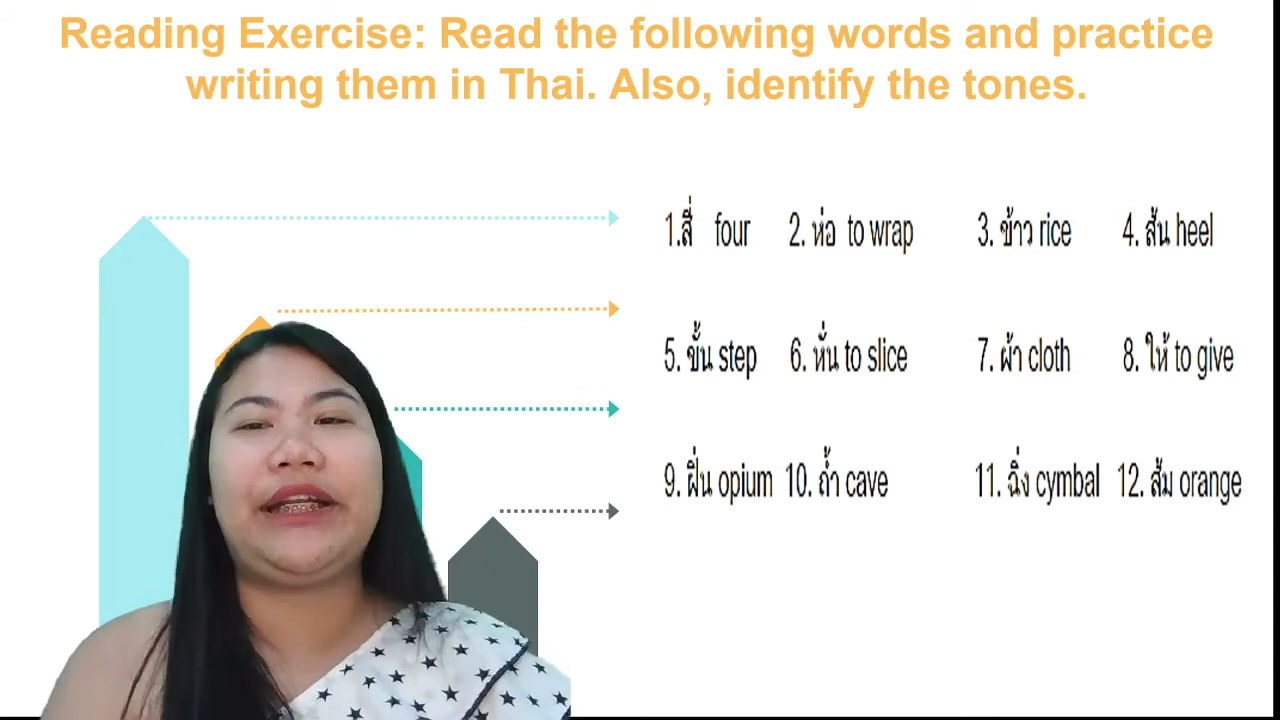 Reading Exercise: Read the following words and practice
writing them in Thai. Also, identify the tones.
1.สี่ four 2. ห่อ to wrap 3. ข้าว rice 4. ส้น heel
5. ขั้น step 6. หั่น to slice 7. ผ้า cloth 8. ให้ to give
9. ฝิ่น opium 10. ถ้ำ cave 11. ฉิ่ง cymbal 12. ส้ม orange